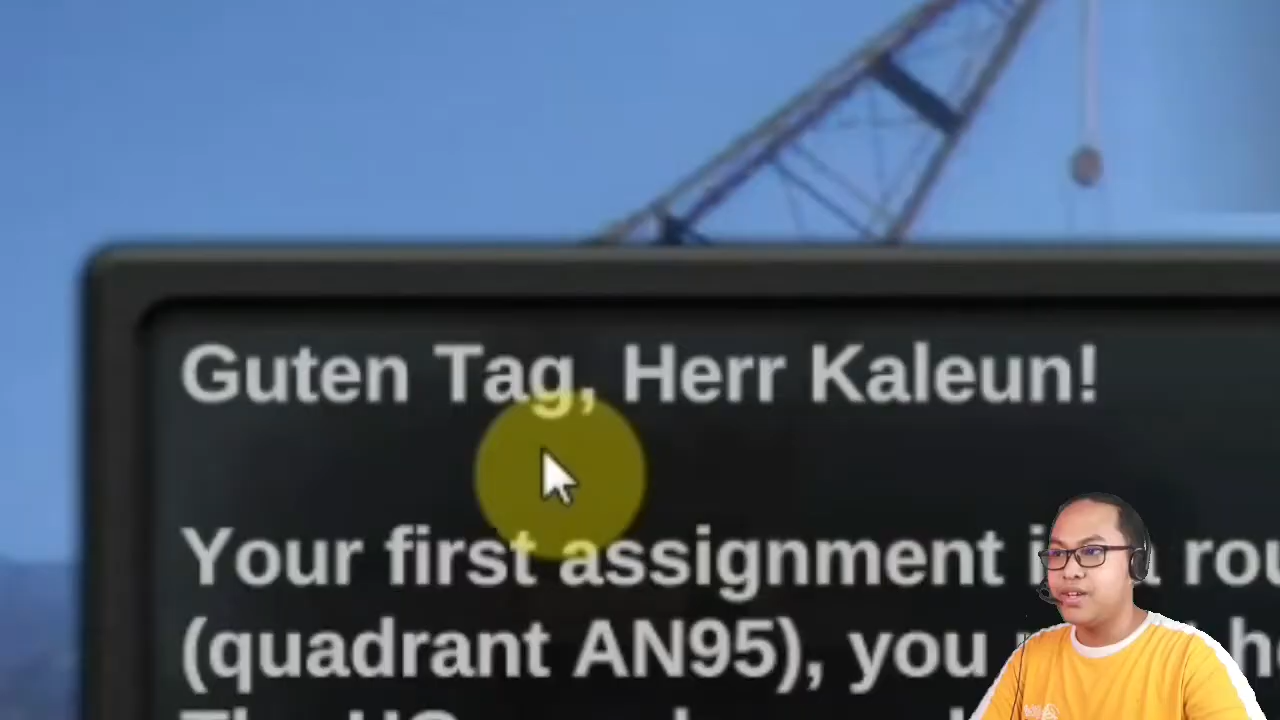 Guten Tag, Herr Kaleun!
Your first assignment
(quadrant AN95), you